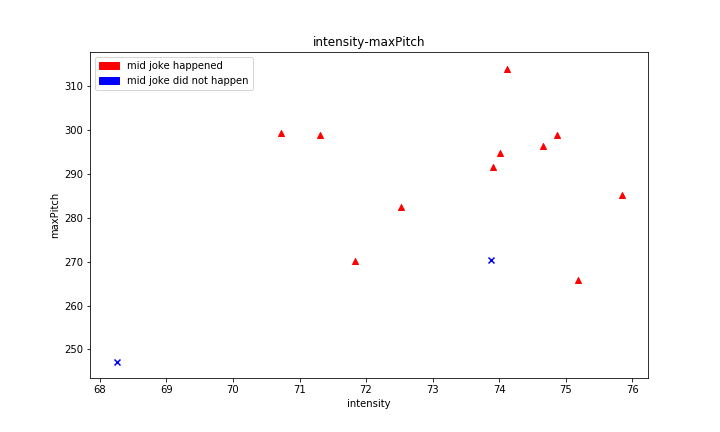 intensity-maxPitch
mid joke happened
mid joke did not happen
310
300
290
280
270
260
250
maxPitch
68 69 70 71 72 73 74 75 76
intensity